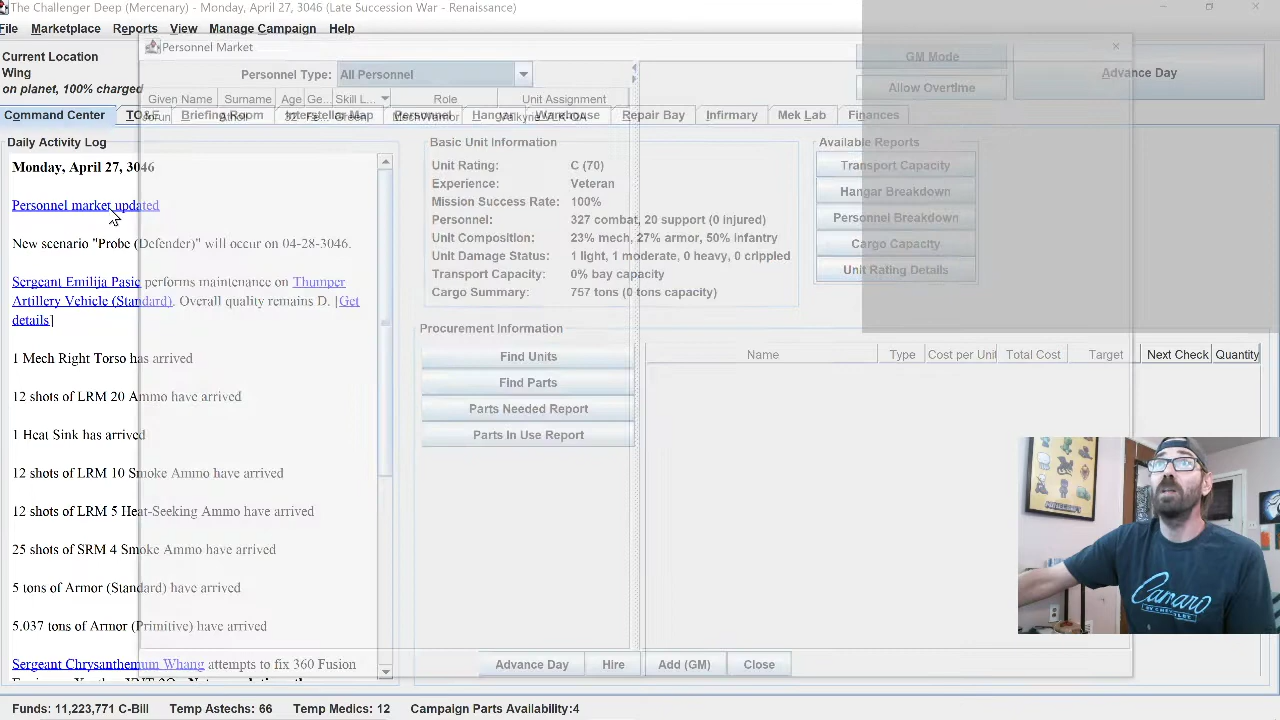 The Challenger Deep (Mercenary) - Monday, April 27, 3046 (Late Succession War - Renaissance)
File Marketplace Reports View Manage Campaign Help
Personnel Market
Current Location
Wing
on planet, 100% charged
Personnel Type: All Personnel
GM Mode
Allow Overtime
Advance Day
Given Name Surname Age Ge... Skill L... Role Unit Assignment
Command Center TO&E Briefing Room Interstellar Map Personnel Hangar Warehouse Repair Bay Infirmary Mek Lab Finances
Daily Activity Log
Monday, April 27, 3046
Personnel market updated
New scenario "Probe (Defender)" will occur on 04-28-3046.
Sergeant Emilija Pasic performs maintenance on Thumper
Artillery Vehicle (Standard). Overall quality remains D. [Get
details]
1 Mech Right Torso has arrived
12 shots of LRM 20 Ammo have arrived
1 Heat Sink has arrived
12 shots of LRM 10 Smoke Ammo have arrived
12 shots of LRM 5 Heat-Seeking Ammo have arrived
25 shots of SRM 4 Smoke Ammo have arrived
5 tons of Armor (Standard) have arrived
5.037 tons of Armor (Primitive) have arrived
Sergeant Chrysanthemum Whang attempts to fix 360 Fusion
Basic Unit Information
Unit Rating: C (70)
Experience: Veteran
Mission Success Rate: 100%
Personnel: 327 combat, 20 support (0 injured)
Unit Composition: 23% mech, 27% armor, 50% infantry
Unit Damage Status: 1 light, 1 moderate, 0 heavy, 0 crippled
Transport Capacity: 0% bay capacity
Cargo Summary: 757 tons (0 tons capacity)
Available Reports
Transport Capacity
Hangar Breakdown
Personnel Breakdown
Cargo Capacity
Unit Rating Details
Procurement Information
Find Units
Find Parts
Parts Needed Report
Parts In Use Report
Name Type Cost per Unit Total Cost Target Next Check Quantity
Advance Day Hire Add (GM) Close
Camaro
BY CHEVROLET
Funds: 11,223,771 C-Bill Temp Astechs: 66 Temp Medics: 12 Campaign Parts Availability:4